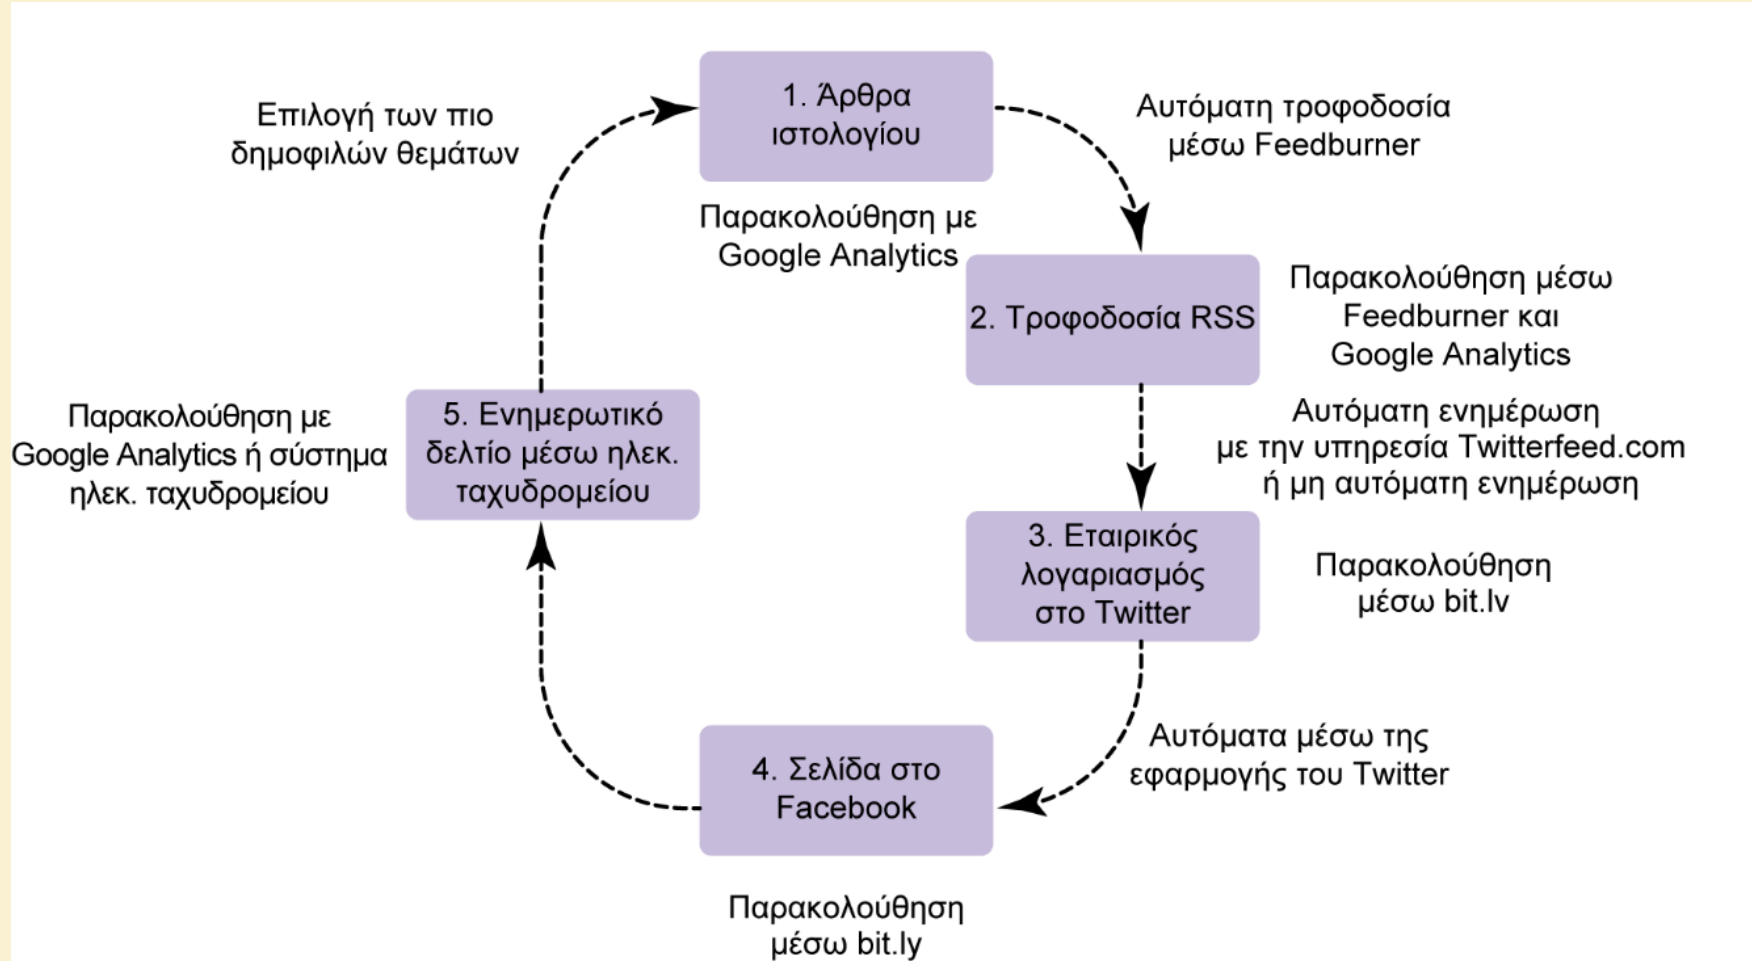 1. Άρθρα
ιστολογίου
Αυτόματη τροφοδοσία
μέσω Feedburner
Παρακολούθηση με
Google Analytics
2. Τροφοδοσία RSS
Παρακολούθηση μέσω
Feedburner και
Google Analytics
Αυτόματη ενημέρωση
με την υπηρεσία Twitterfeed.com
ή μη αυτόματη ενημέρωση
3. Εταιρικός
λογαριασμός
στο Twitter
Παρακολούθηση
μέσω bit.lv
Αυτόματα μέσω της
εφαρμογής του Twitter
4. Σελίδα στο
Facebook
Παρακολούθηση
μέσω bit.ly
5. Ενημερωτικό
δελτίο μέσω ηλεκ.
ταχυδρομείου
Παρακολούθηση με
Google Analytics ή σύστημα
ηλεκ. ταχυδρομείου
Επιλογή των πιο
δημοφιλών θεμάτων